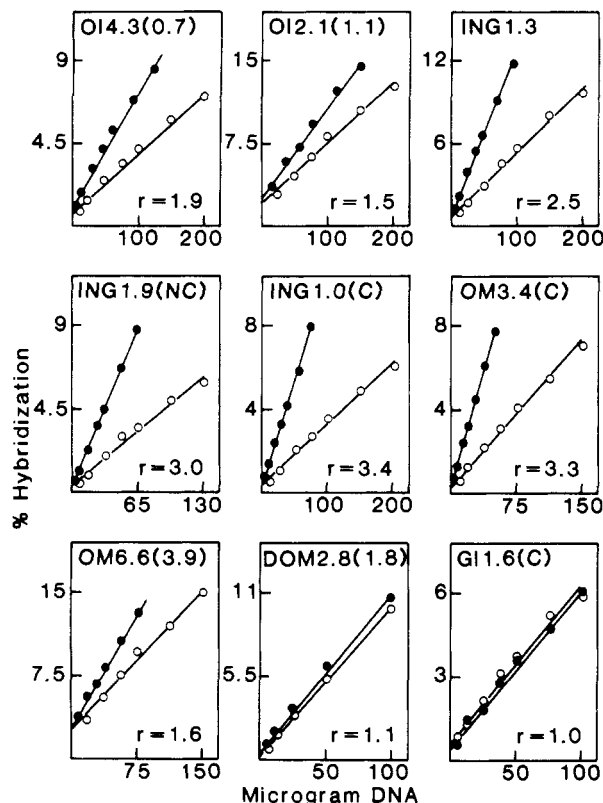 OI4.3(0.7)
9
4.5
r = 1.9
100 200
OI2.1(1.1)
15
7.5
r = 1.5
100 200
ING1.3
12
6
r = 2.5
100 200
ING1.9(NC)
9
4.5
r = 3.0
65 130
ING1.0(C)
8
4
r = 3.4
100 200
OM3.4(C)
8
4
r = 3.3
75 150
OM6.6(3.9)
15
7.5
r = 1.6
75 150
DOM2.8(1.8)
11
5.5
r = 1.1
50 100
GI1.6(C)
6
3
r = 1.0
50 100
% Hybridization
Microgram DNA